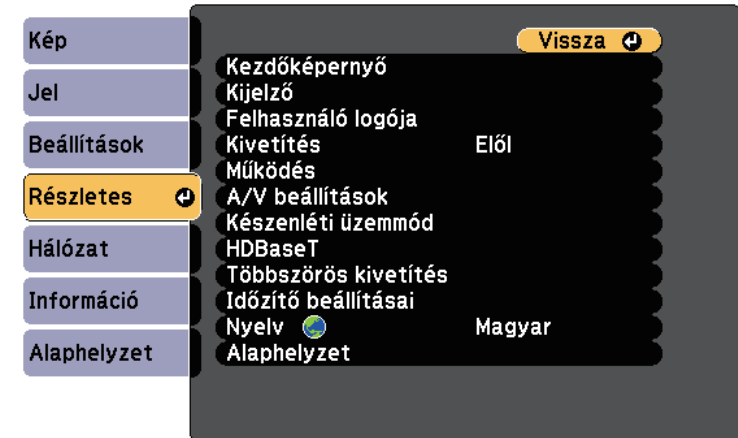 Kép
Jel
Beállítások
Részletes
Hálózat
Információ
Alaphelyzet
Vissza
Kezdőképernyő
Kijelző
Felhasználó logója
Kivetítés Elől
Működés
A/V beállítások
Készenléti üzemmód
HDBaseT
Többszörös kivetítés
Időzítő beállításai
Nyelv Magyar
Alaphelyzet